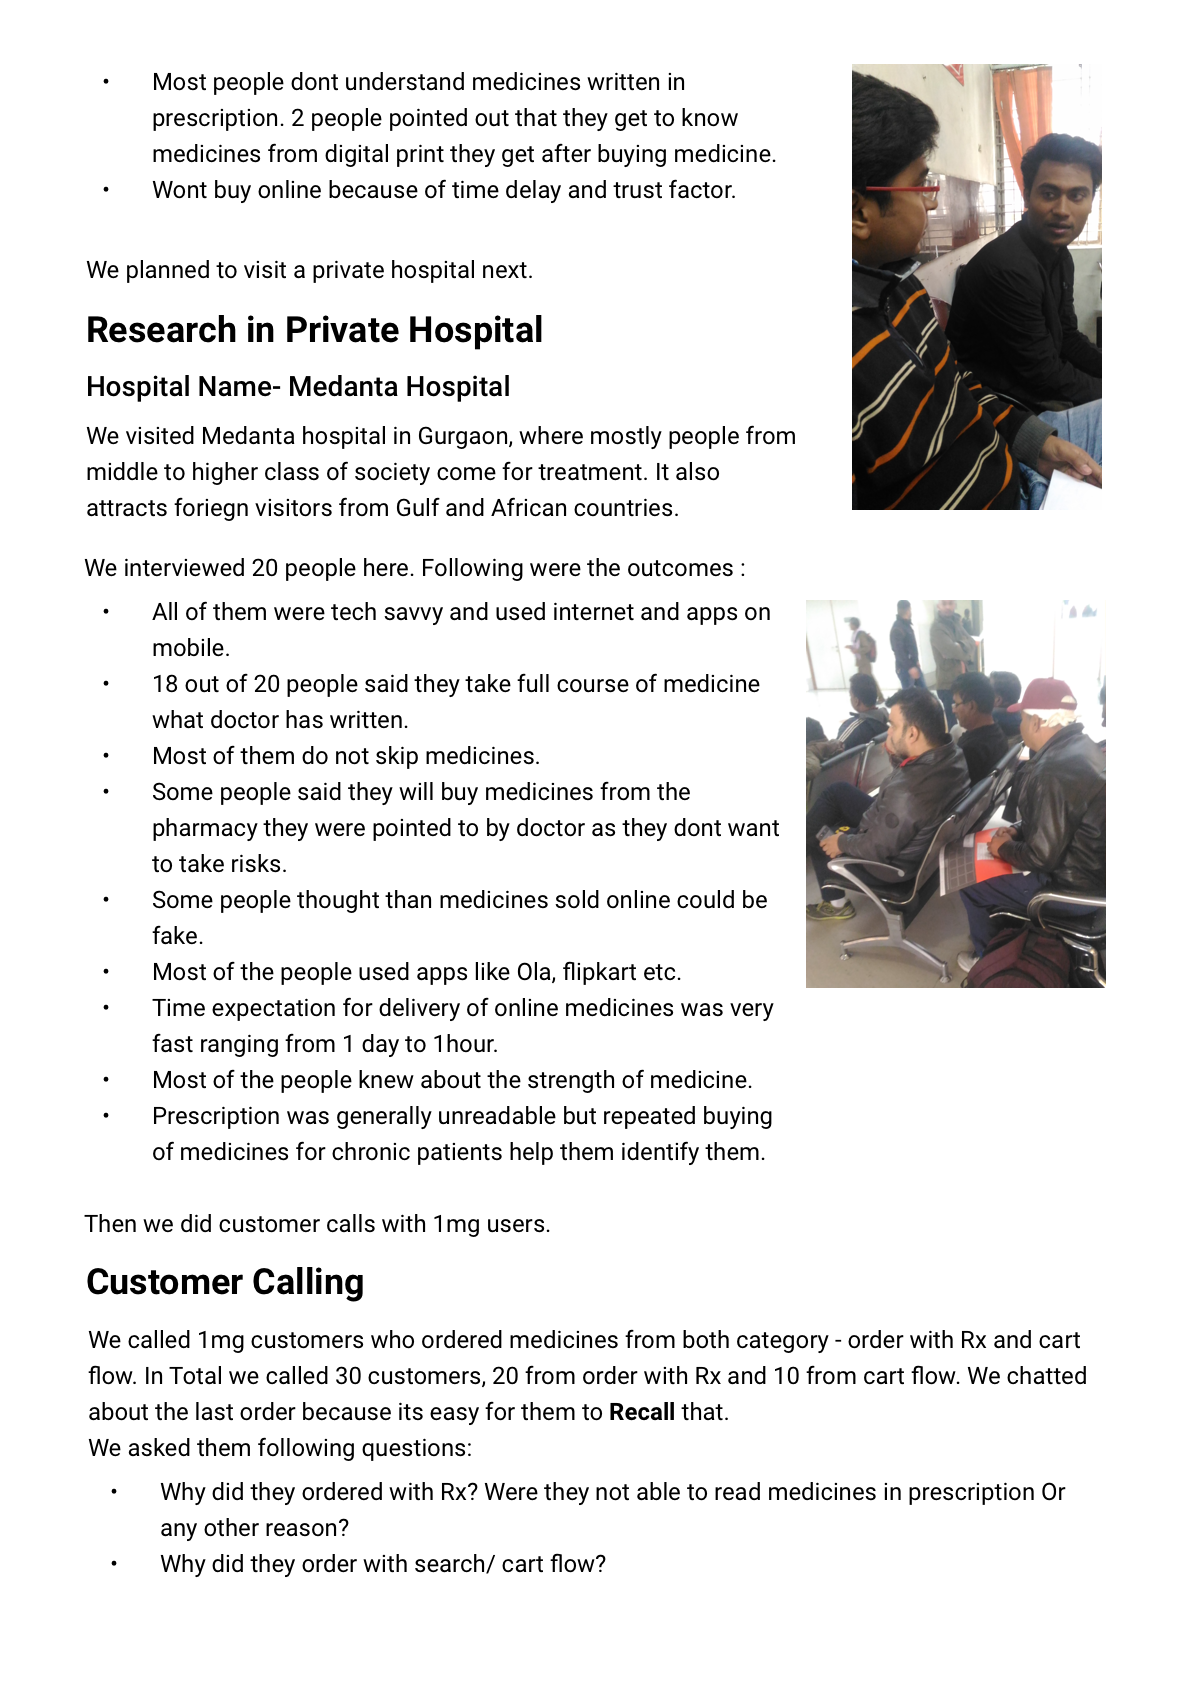 • Most people dont understand medicines written in
prescription. 2 people pointed out that they get to know
medicines from digital print they get after buying medicine.
• Wont buy online because of time delay and trust factor.
We planned to visit a private hospital next.
Research in Private Hospital
Hospital Name- Medanta Hospital
We visited Medanta hospital in Gurgaon, where mostly people from
middle to higher class of society come for treatment. It also
attracts foriegn visitors from Gulf and African countries.
We interviewed 20 people here. Following were the outcomes :
• All of them were tech savvy and used internet and apps on
mobile.
• 18 out of 20 people said they take full course of medicine
what doctor has written.
• Most of them do not skip medicines.
• Some people said they will buy medicines from the
pharmacy they were pointed to by doctor as they dont want
to take risks.
• Some people thought than medicines sold online could be
fake.
• Most of the people used apps like Ola, flipkart etc.
• Time expectation for delivery of online medicines was very
fast ranging from 1 day to 1hour.
• Most of the people knew about the strength of medicine.
• Prescription was generally unreadable but repeated buying
of medicines for chronic patients help them identify them.
Then we did customer calls with 1mg users.
Customer Calling
We called 1mg customers who ordered medicines from both category - order with Rx and cart
flow. In Total we called 30 customers, 20 from order with Rx and 10 from cart flow. We chatted
about the last order because its easy for them to Recall that.
We asked them following questions:
• Why did they ordered with Rx? Were they not able to read medicines in prescription Or
any other reason?
• Why did they order with search/ cart flow?